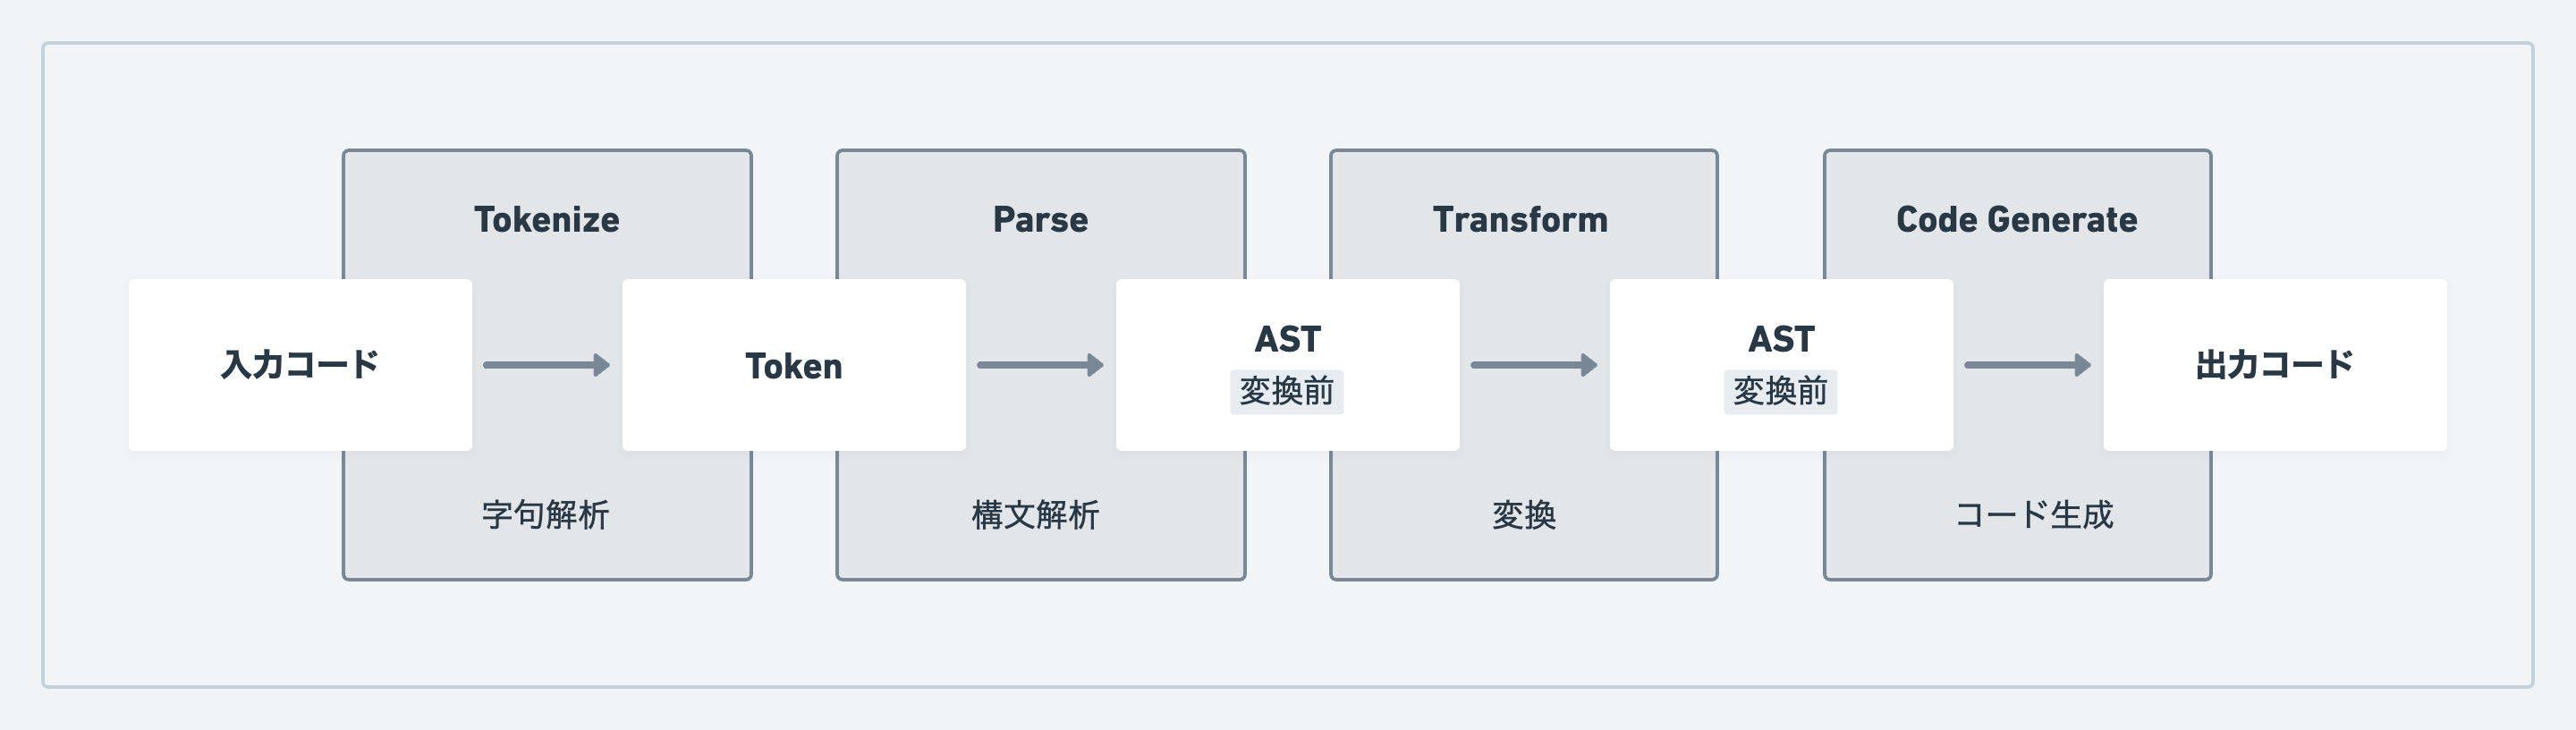 Tokenize
Parse
Transform
Code Generate
入力コード
Token
AST
変換前
AST
変換前
出力コード
字句解析
構文解析
変換
コード生成